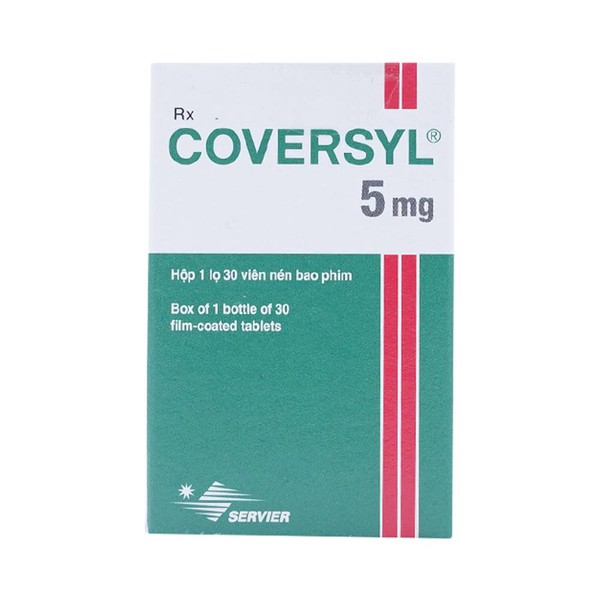 Rx
COVERSYL®
5 mg
Hộp 1 lọ 30 viên nén bao phim
Box of 1 bottle of 30
film-coated tablets
SERVIER